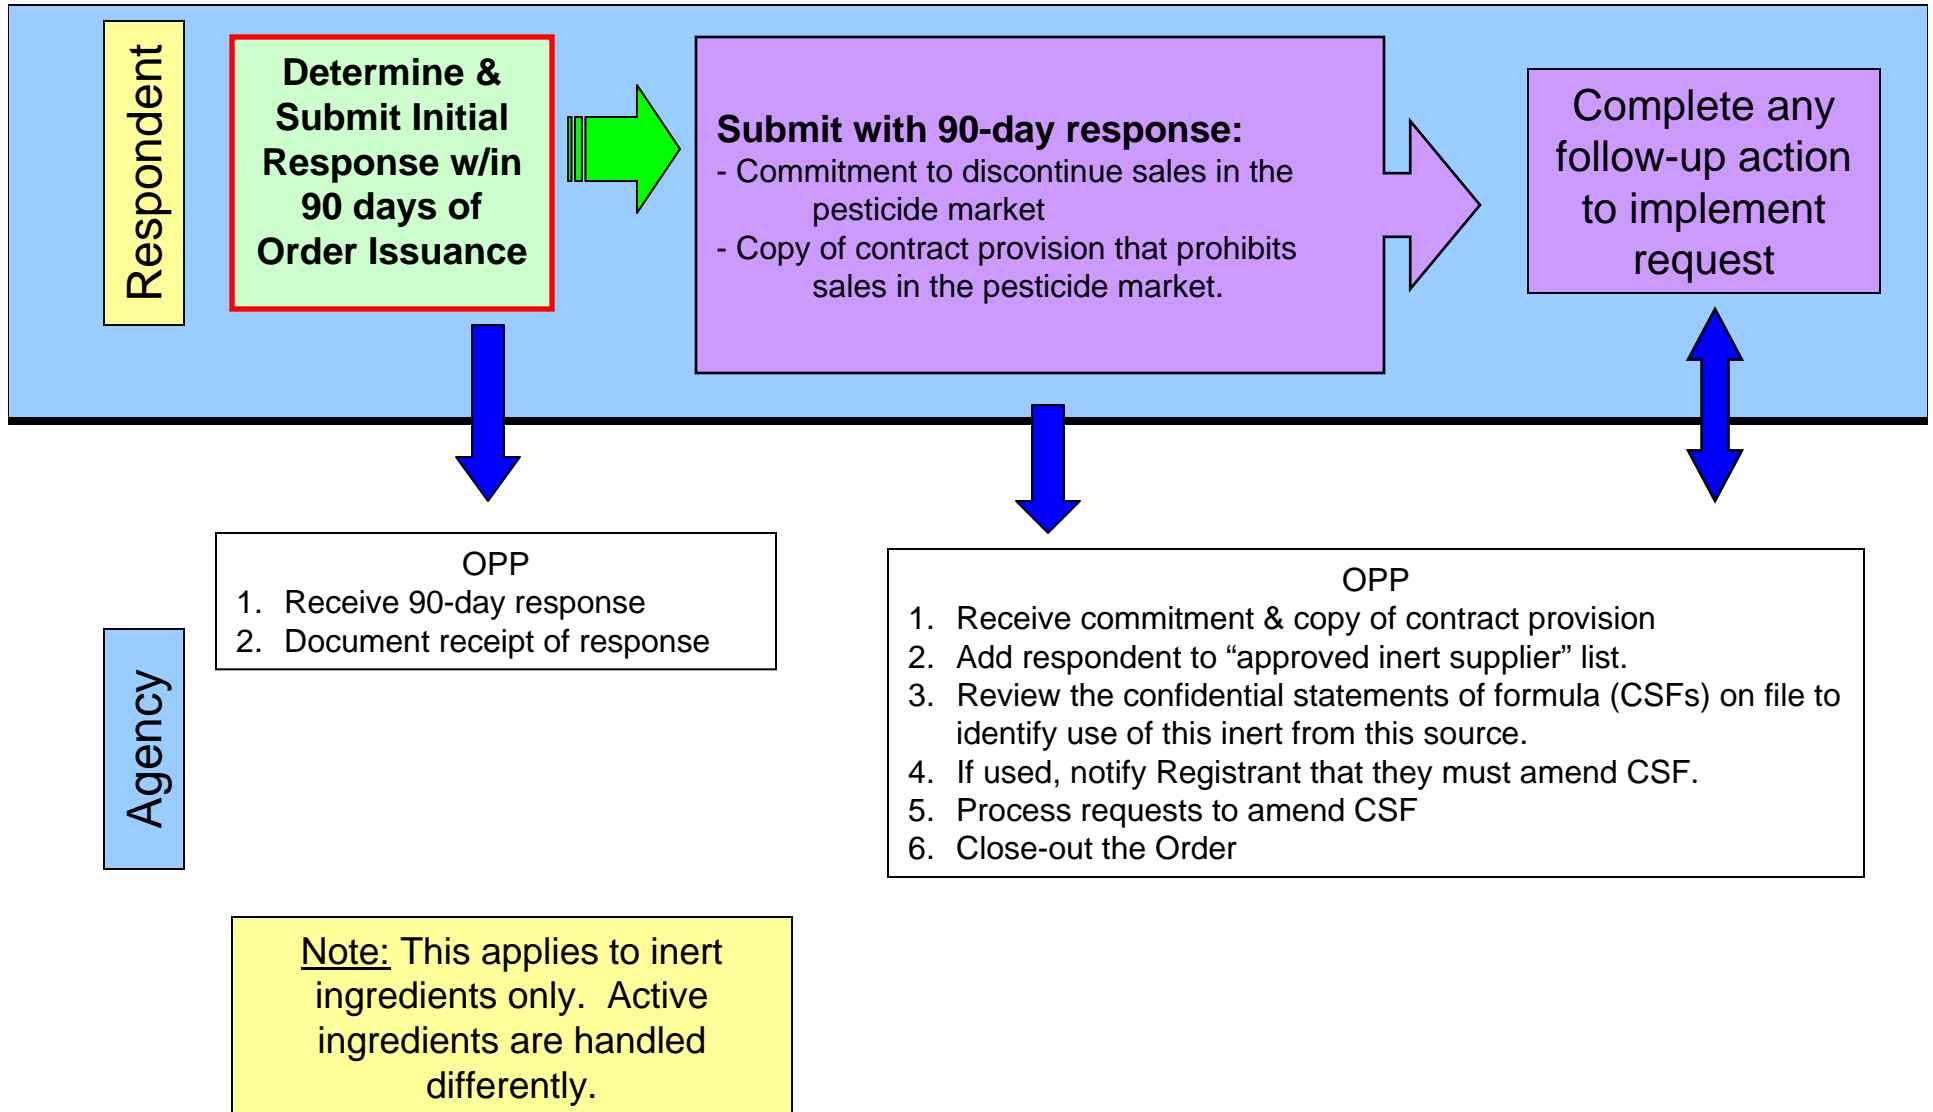 Respondent
Determine &
Submit Initial
Response w/in
90 days of
Order Issuance
Submit with 90-day response:
- Commitment to discontinue sales in the
pesticide market
- Copy of contract provision that prohibits
sales in the pesticide market.
Complete any
follow-up action
to implement
request
Agency
OPP
1. Receive 90-day response
2. Document receipt of response
OPP
1. Receive commitment & copy of contract provision
2. Add respondent to “approved inert supplier” list.
3. Review the confidential statements of formula (CSFs) on file to
identify use of this inert from this source.
4. If used, notify Registrant that they must amend CSF.
5. Process requests to amend CSF
6. Close-out the Order
Note: This applies to inert
ingredients only. Active
ingredients are handled
differently.